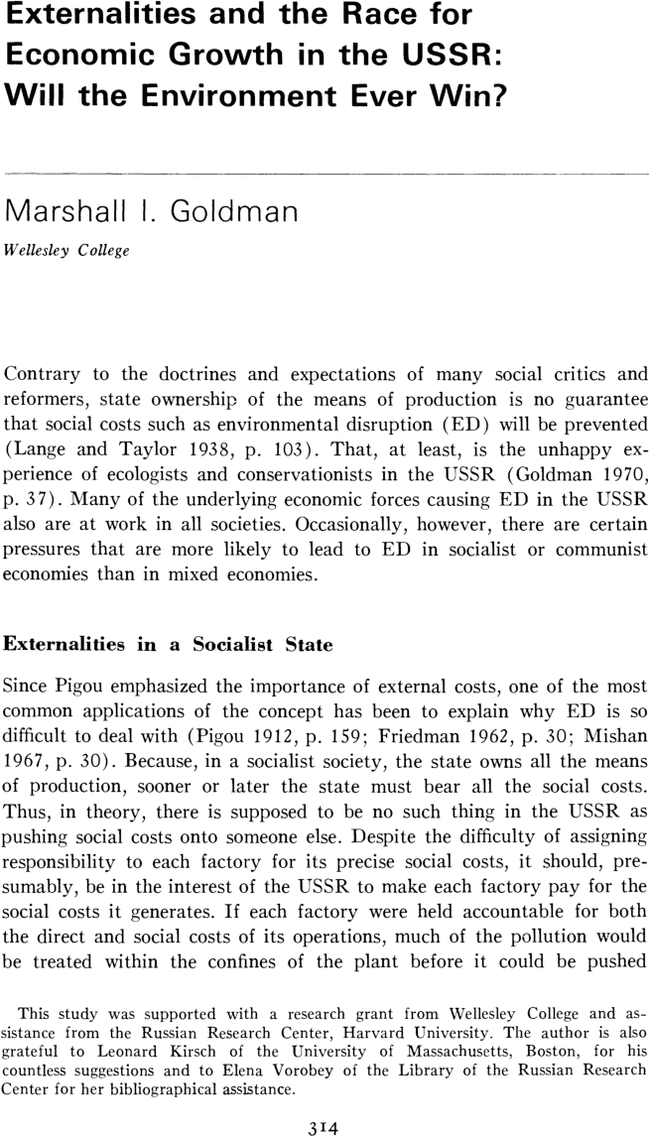 Externalities and the Race for
Economic Growth in the USSR:
Will the Environment Ever Win?
Marshall I. Goldman
Wellesley College
Contrary to the doctrines and expectations of many social critics and
reformers, state ownership of the means of production is no guarantee
that social costs such as environmental disruption (ED) will be prevented
(Lange and Taylor 1938, p. 103). That, at least, is the unhappy ex-
perience of ecologists and conservationists in the USSR (Goldman 1970,
p. 37). Many of the underlying economic forces causing ED in the USSR
also are at work in all societies. Occasionally, however, there are certain
pressures that are more likely to lead to ED in socialist or communist
economies than in mixed economies.
Externalities in a Socialist State
Since Pigou emphasized the importance of external costs, one of the most
common applications of the concept has been to explain why ED is so
difficult to deal with (Pigou 1912, p. 159; Friedman 1962, p. 30; Mishan
1967, p. 30). Because, in a socialist society, the state owns all the means
of production, sooner or later the state must bear all the social costs.
Thus, in theory, there is supposed to be no such thing in the USSR as
pushing social costs onto someone else. Despite the difficulty of assigning
responsibility to each factory for its precise social costs, it should, pre-
sumably, be in the interest of the USSR to make each factory pay for the
social costs it generates. If each factory were held accountable for both
the direct and social costs of its operations, much of the pollution would
be treated within the confines of the plant before it could be pushed
This study was supported with a research grant from Wellesley College and as-
sistance from the Russian Research Center, Harvard University. The author is also
grateful to Leonard Kirsch of the University of Massachusetts, Boston, for his
countless suggestions and to Elena Vorobey of the Library of the Russian Research
Center for her bibliographical assistance.
314